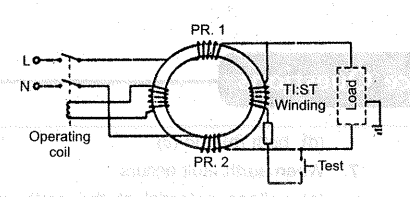 PR. 1
L
N
TI:ST
Winding
Load
Operating
coil
PR. 2
Test